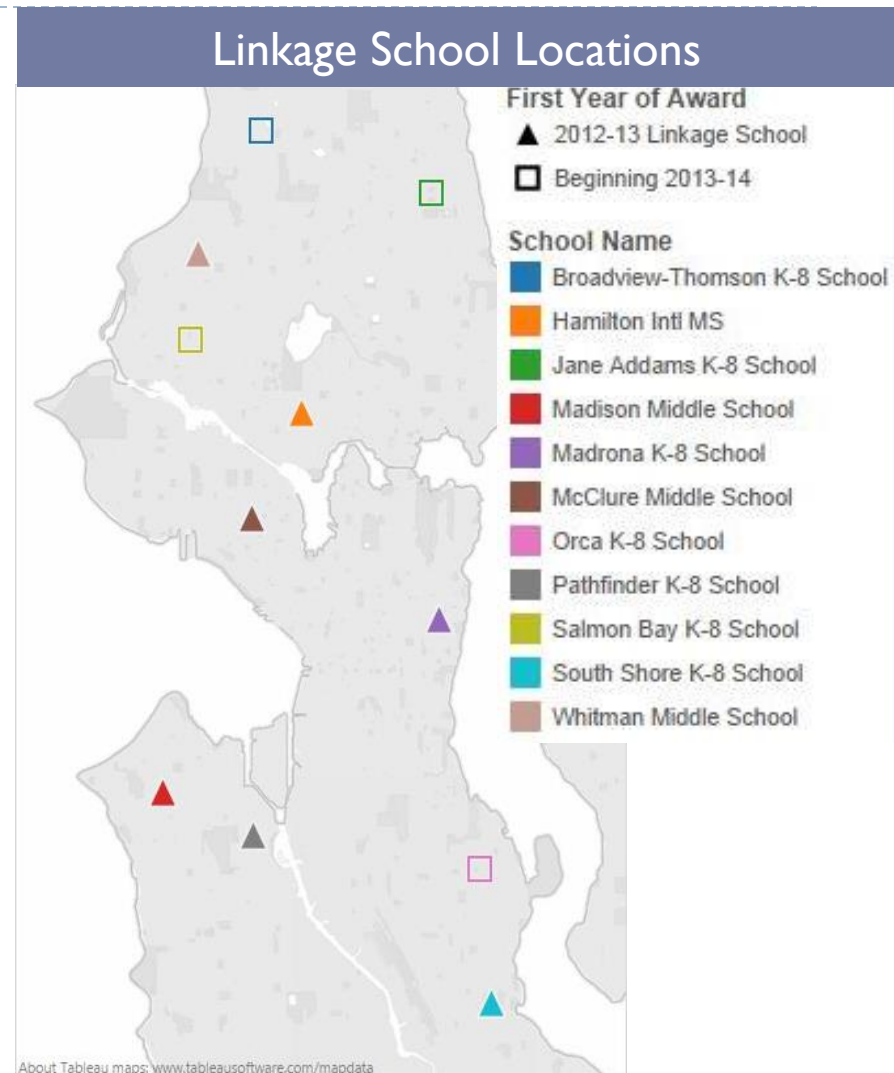 Linkage School Locations
First Year of Award
2012-13 Linkage School
Beginning 2013-14
School Name
Broadview-Thomson K-8 School
Hamilton Intl MS
Jane Addams K-8 School
Madison Middle School
Madrona K-8 School
McClure Middle School
Orca K-8 School
Pathfinder K-8 School
Salmon Bay K-8 School
South Shore K-8 School
Whitman Middle School
About Tableau maps: www.tableausoftware.com/mapdata